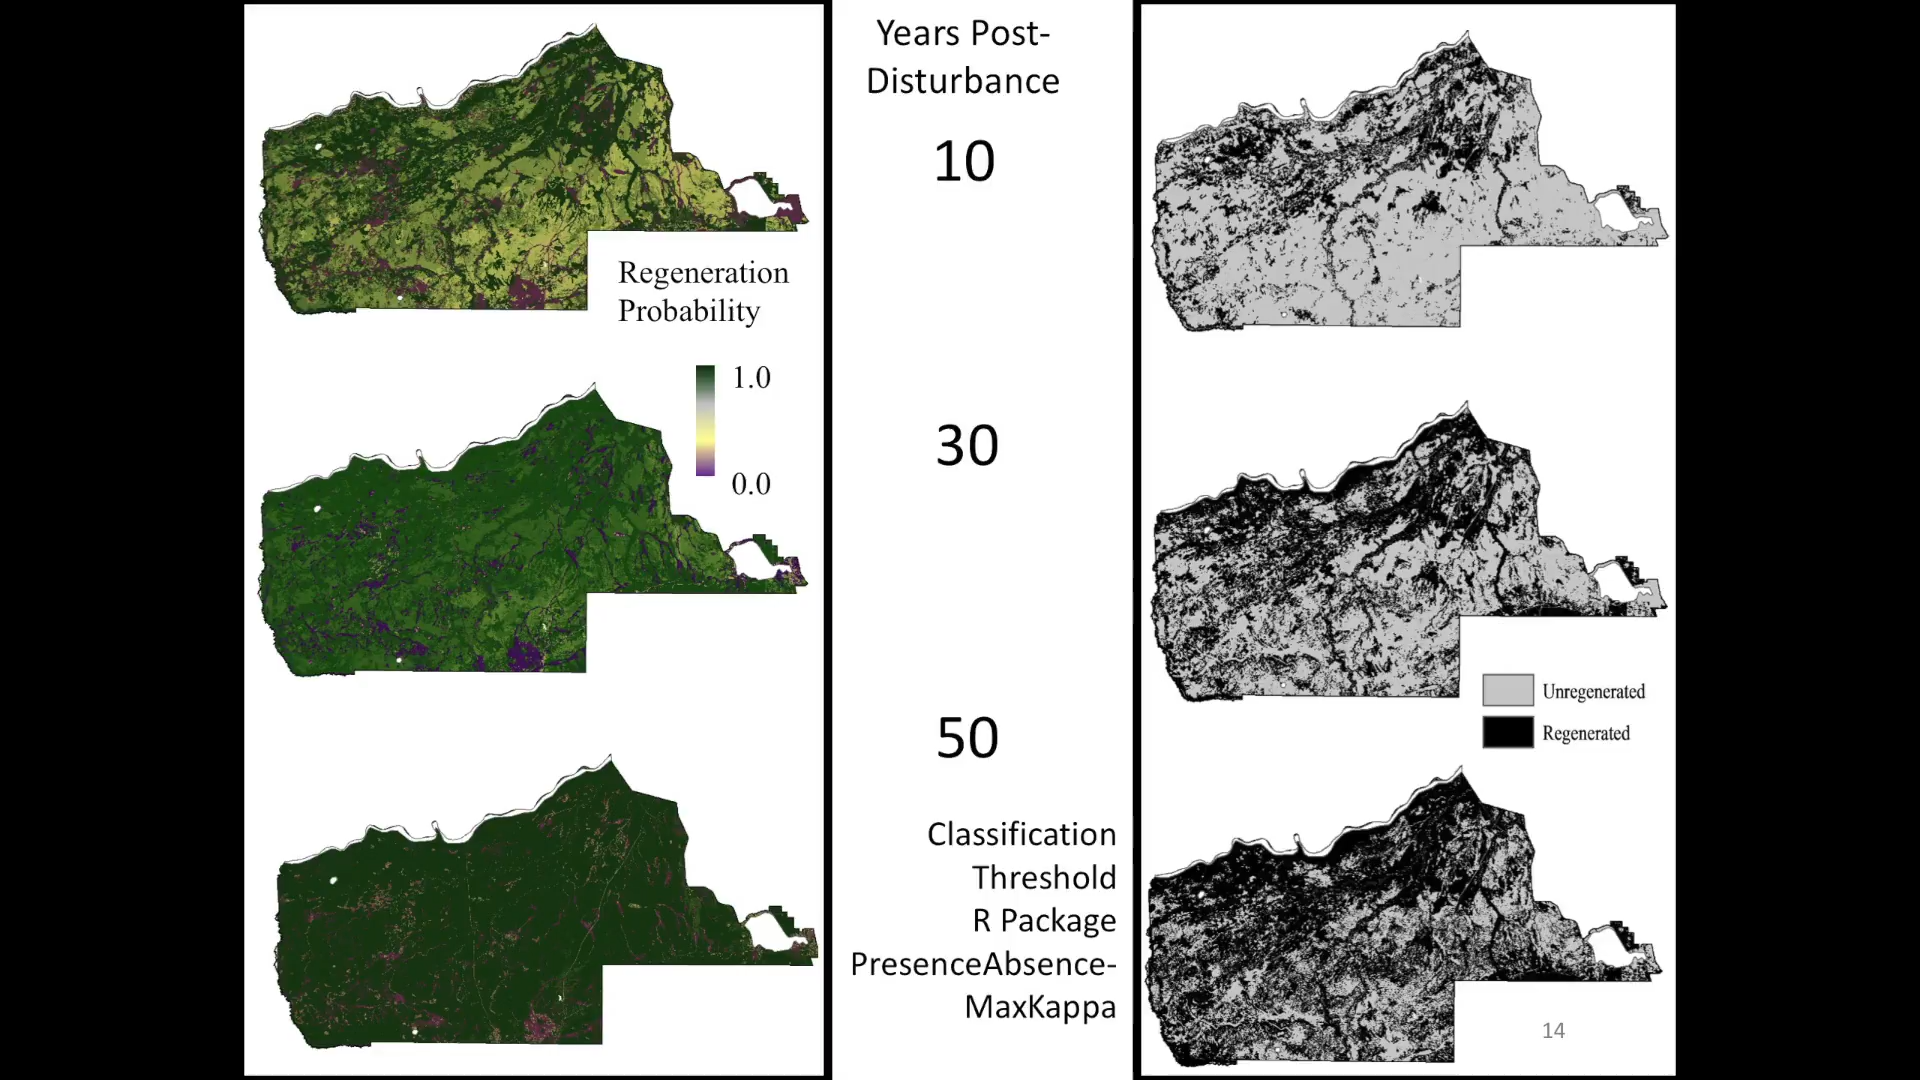 Years Post-
Disturbance
10
Regeneration
Probability
1.0
0.0
30
Unregenerated
Regenerated
50
Classification
Threshold
R Package
PresenceAbsence-
MaxKappa
14